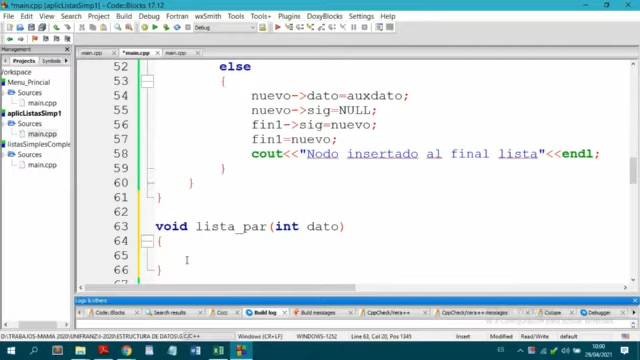 *main.cpp [aplicListasSimp1] - Code::Blocks 17.12
File Edit View Search Project Build Debug Fortran wxSmith Tools Tools+ Plugins DoxyBlocks Settings Help
Debug
Management
main.cpp × *main.cpp × main.cpp ×
Projects Symbols
Workspace
Menu_Princial
Sources
main.cpp
aplicListasSimp1
Sources
main.cpp
listasSimplesComple
Sources
main.cpp
52 else
53 {
54 nuevo->dato=auxdato;
55 nuevo->sig=NULL;
56 fin1->sig=nuevo;
57 fin1=nuevo;
58 cout<<"Nodo insertado al final lista"<<endl;
59 }
60 }
61 }
62
63 void lista_par(int dato)
64 {
65
66 }
67
Logs & others
Code::Blocks × Search results × Cccc × Build log × Build messages × CppCheck/Vera++ × CppCheck/Vera++ messages × Cscope × Debugger
D:\TRABAJOS-MAMA 2020\UNIFRANZ\I-2020\ESTRUCTURA DE DATOS\G C/C++ Windows (CR+LF) WINDOWS-1252 Line 63, Col 20, Pos 1345 Insert Modified Read/Write default
ES 10:00
29/04/2021